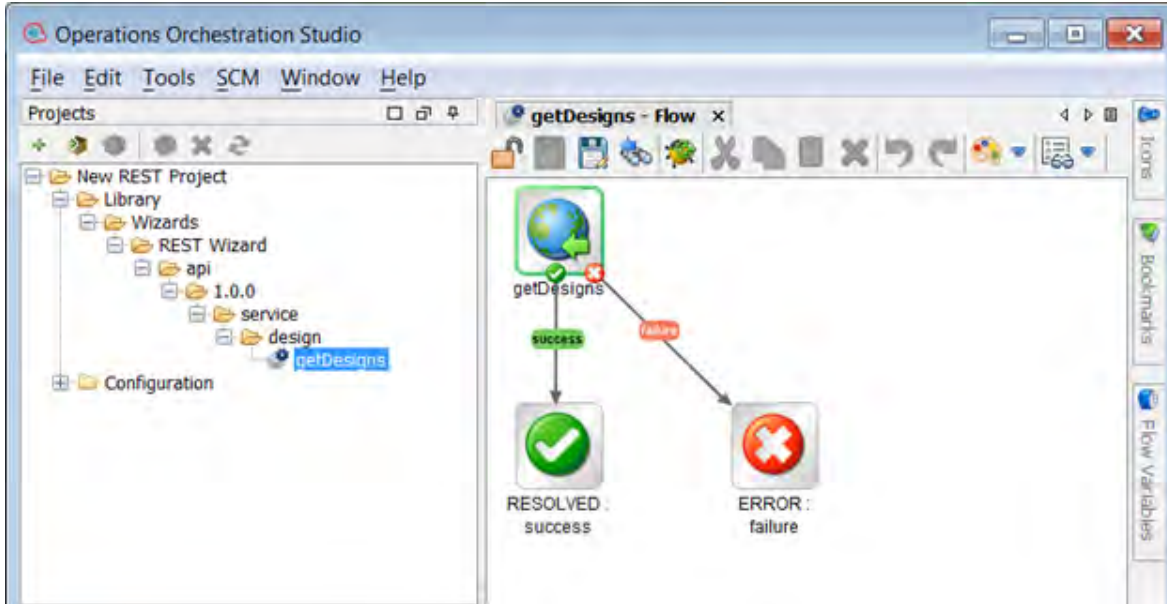 Operations Orchestration Studio
File Edit Tools SCM Window Help
Projects
getDesigns - Flow
New REST Project
Library
Wizards
REST Wizard
api
1.0.0
service
design
getDesigns
Configuration
getDesigns
success
failure
RESOLVED :
success
ERROR :
failure
Icons
Bookmarks
Flow Variables